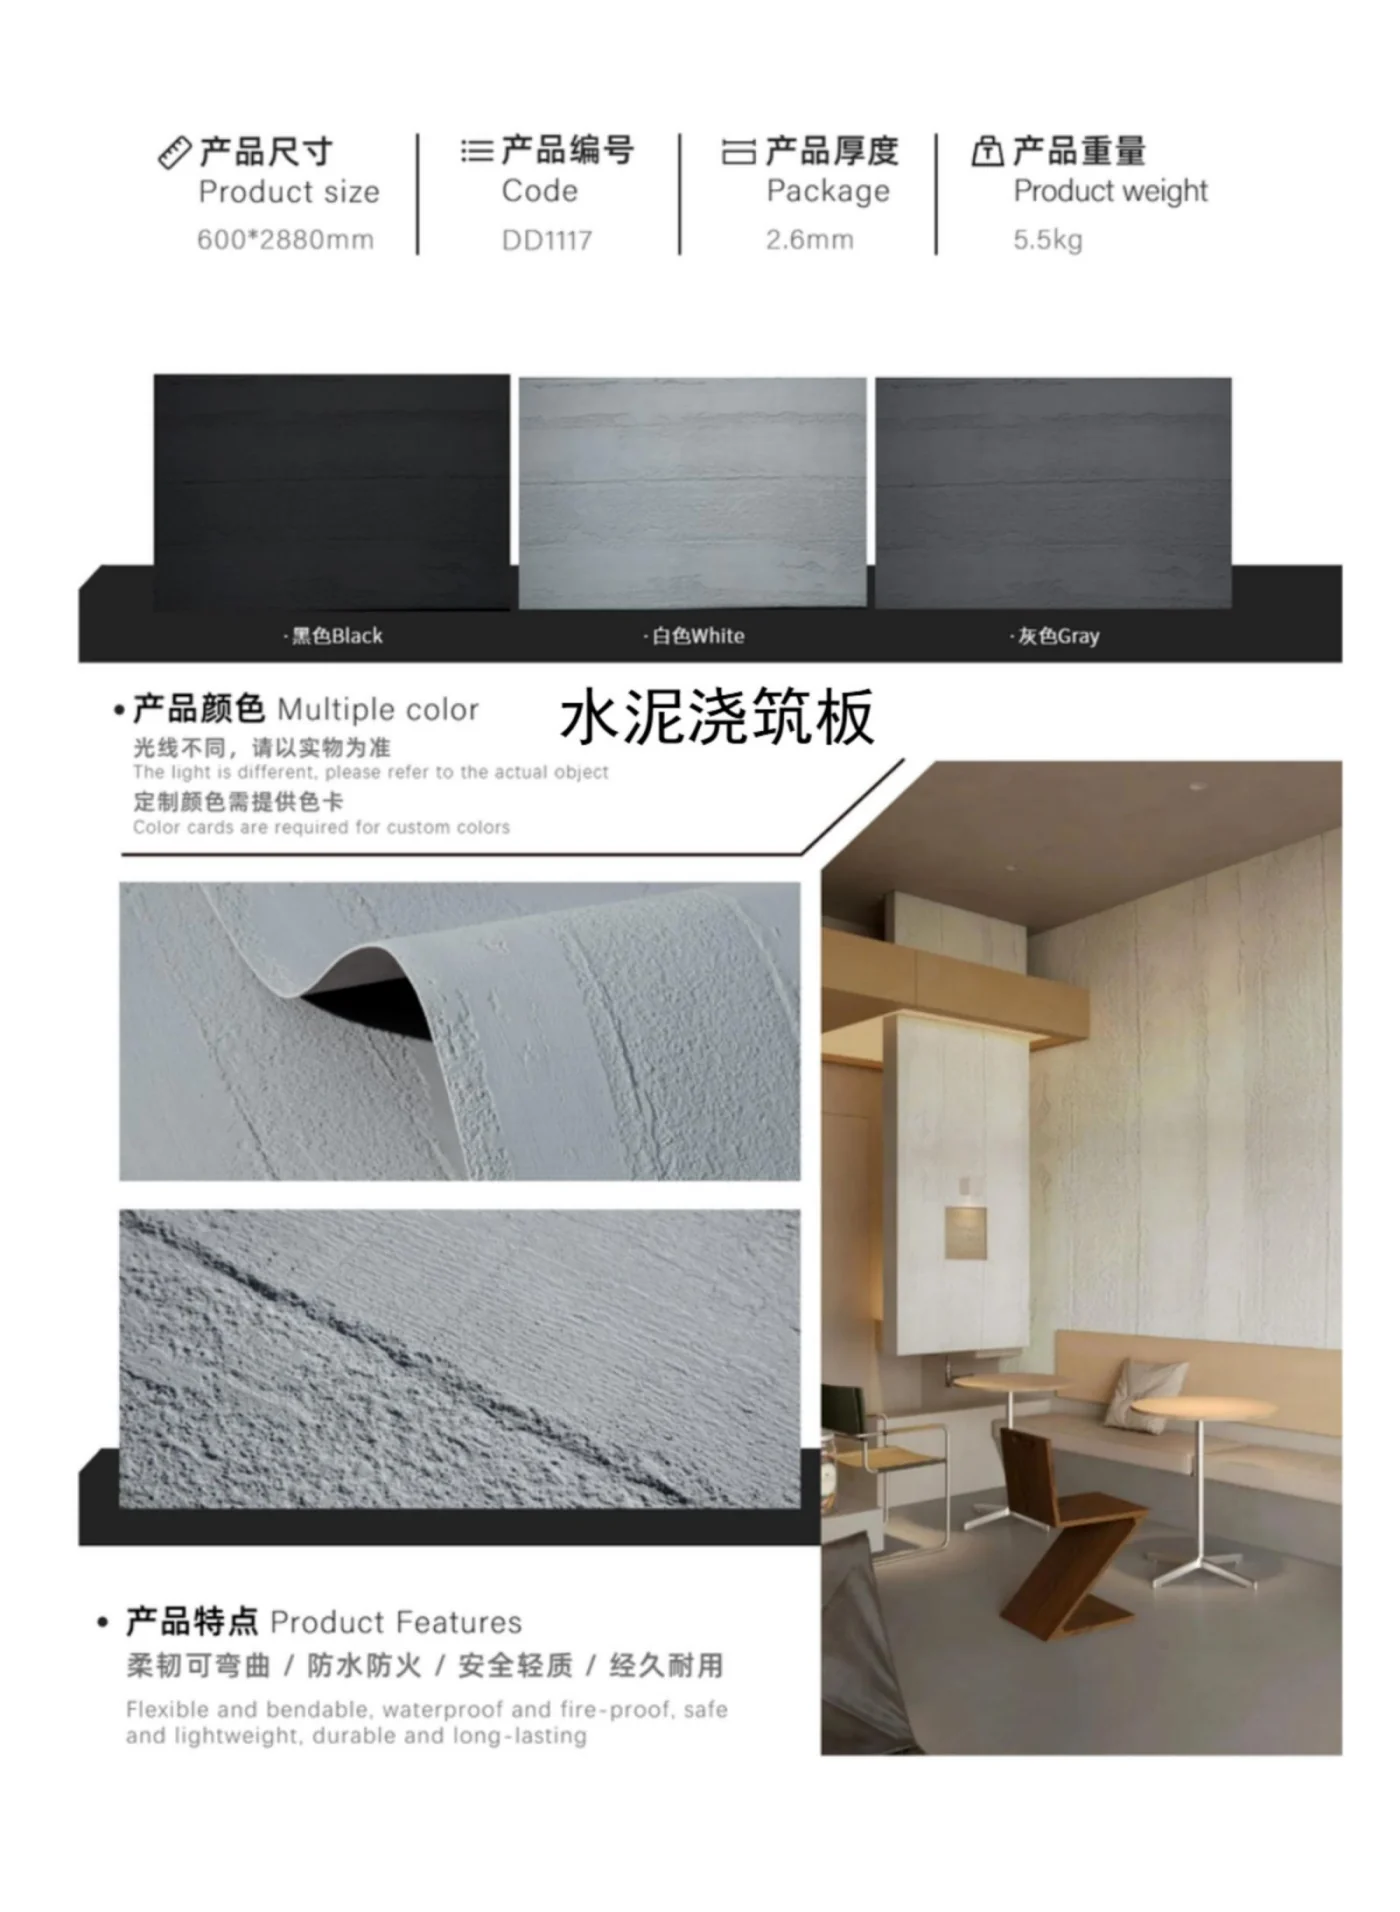 产品尺寸
Product size
600*2880mm
产品编号
Code
DD1117
产品厚度
Package
2.6mm
产品重量
Product weight
5.5kg
·黑色Black
·白色White
·灰色Gray
•产品颜色 Multiple color
光线不同，请以实物为准
The light is different, please refer to the actual object
定制颜色需提供色卡
Color cards are required for custom colors
水泥浇筑板
• 产品特点 Product Features
柔韧可弯曲 / 防水防火 / 安全轻质 / 经久耐用
Flexible and bendable, waterproof and fire-proof, safe
and lightweight, durable and long-lasting